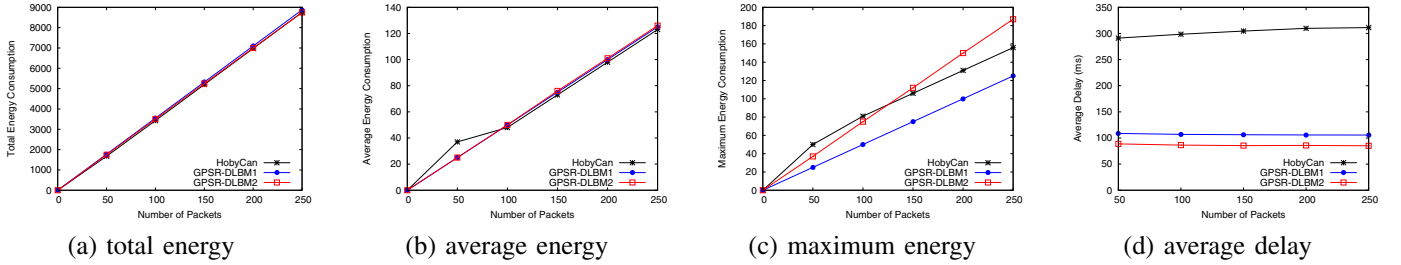 Total Energy Consumption
9000
8000
7000
6000
5000
4000
3000
2000
1000
0
HobyCan
GPSR-DLBM1
GPSR-DLBM2
0 50 100 150 200 250
Number of Packets
(a) total energy
Average Energy Consumption
140
120
100
80
60
40
20
0
HobyCan
GPSR-DLBM1
GPSR-DLBM2
0 50 100 150 200 250
Number of Packets
(b) average energy
Maximum Energy Consumption
200
180
160
140
120
100
80
60
40
20
0
HobyCan
GPSR-DLBM1
GPSR-DLBM2
0 50 100 150 200 250
Number of Packets
(c) maximum energy
Average Delay (ms)
350
300
250
200
150
100
50
0
HobyCan
GPSR-DLBM1
GPSR-DLBM2
50 100 150 200 250
Number of Packets
(d) average delay